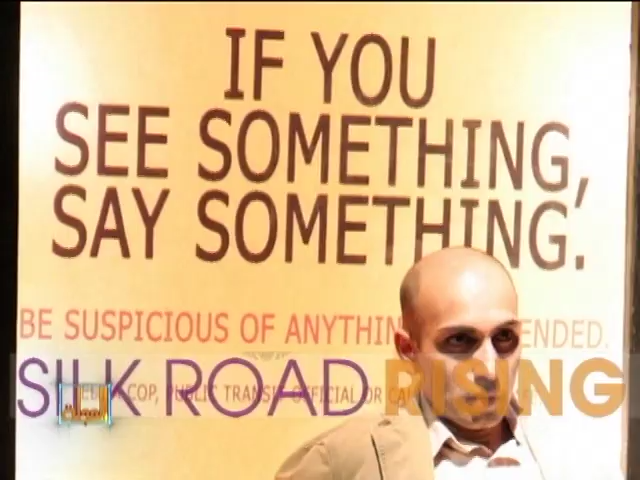 IF YOU
SEE SOMETHING,
SAY SOMETHING.
BE SUSPICIOUS OF ANYTHIN ENDED.
SILK ROAD RISING
COP, PUBLIC TRANSIT OFFICIAL OR CA